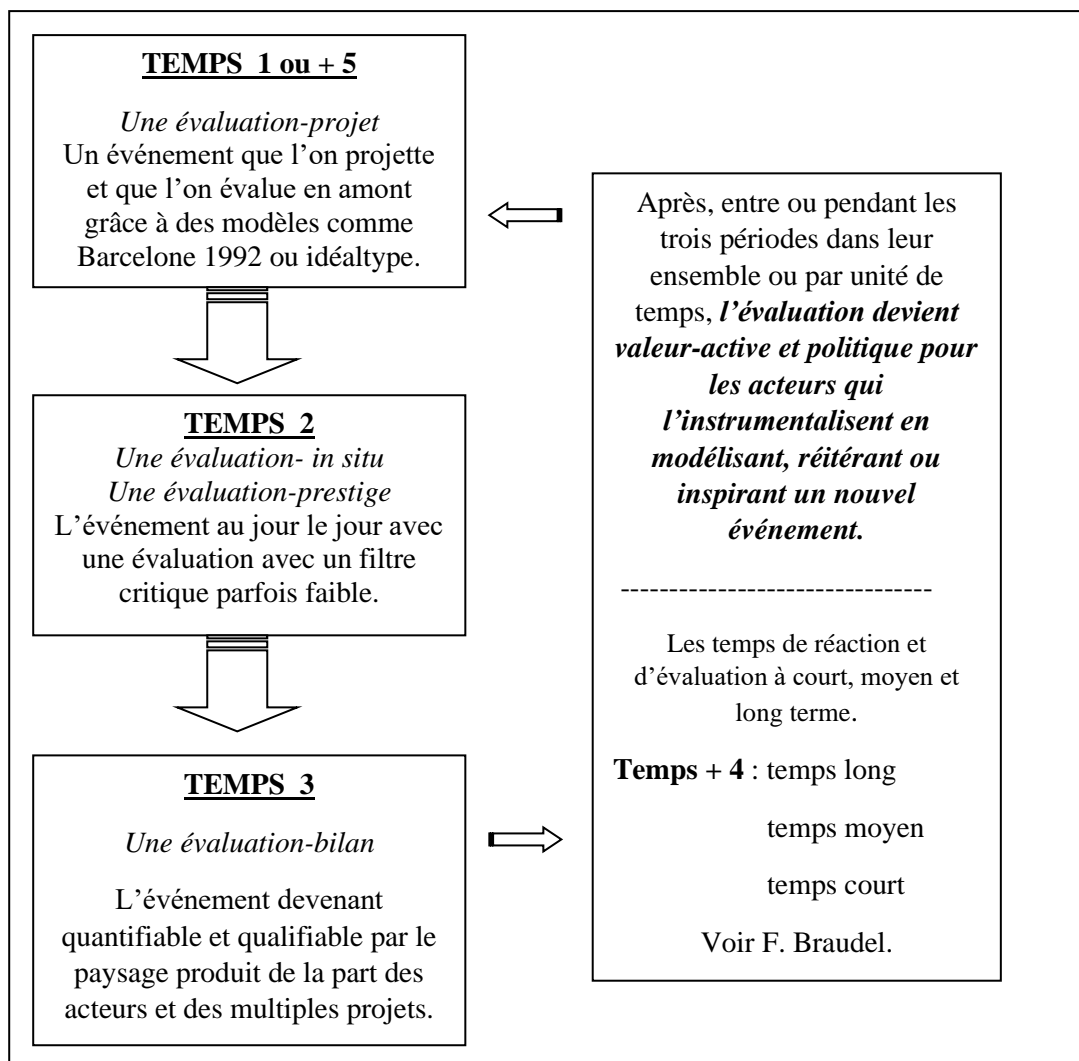 TEMPS 1 ou + 5
Une évaluation-projet
Un événement que l’on projette
et que l’on évalue en amont
grâce à des modèles comme
Barcelone 1992 ou idéaltype.
TEMPS 2
Une évaluation- in situ
Une évaluation-prestige
L’événement au jour le jour avec
une évaluation avec un filtre
critique parfois faible.
TEMPS 3
Une évaluation-bilan
L’événement devenant
quantifiable et qualifiable par le
paysage produit de la part des
acteurs et des multiples projets.
Après, entre ou pendant les
trois périodes dans leur
ensemble ou par unité de
temps, l’évaluation devient
valeur-active et politique pour
les acteurs qui
l’instrumentalisent en
modélisant, réitérant ou
inspirant un nouvel
événement.
--------------------------------
Les temps de réaction et
d’évaluation à court, moyen et
long terme.
Temps + 4 : temps long
temps moyen
temps court
Voir F. Braudel.